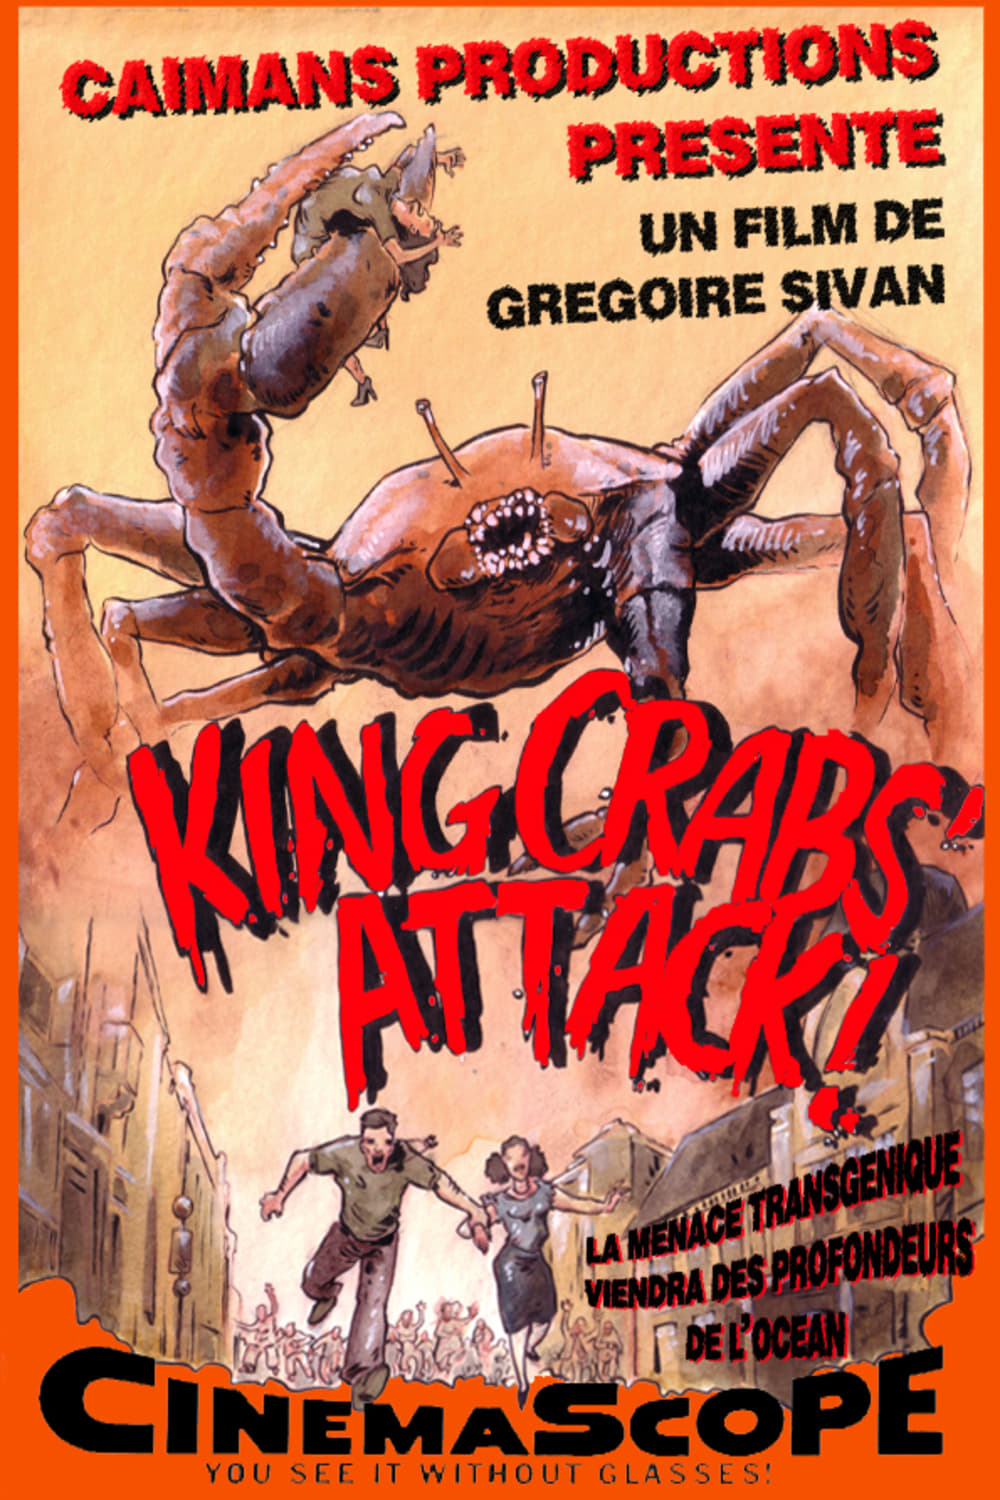 CAIMANS PRODUCTIONS
PRESENTE
UN FILM DE
GREGOIRE SIVAN
KING CRABS'
ATTACK!
LA MENACE TRANSGENIQUE
VIENDRA DES PROFONDEURS
DE L'OCEAN
CINEMASCOPE
YOU SEE IT WITHOUT GLASSES!